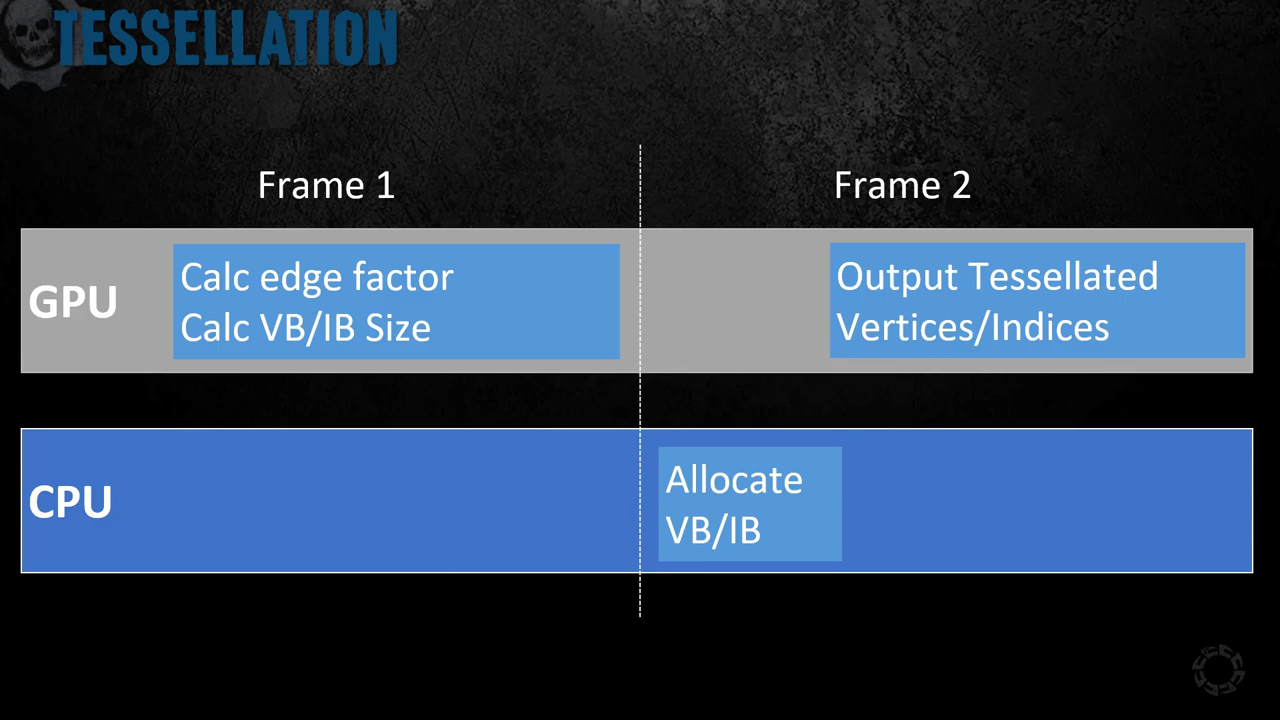 TESSELLATION
Frame 1
Frame 2
GPU
Calc edge factor
Calc VB/IB Size
Output Tessellated
Vertices/Indices
CPU
Allocate
VB/IB